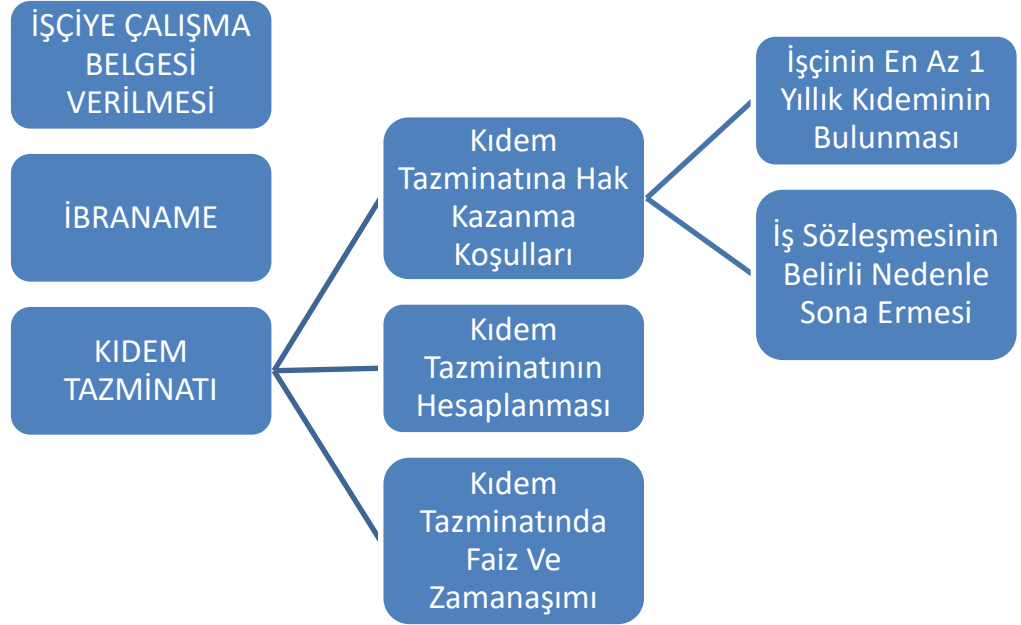 İŞÇİYE ÇALIŞMA
BELGESİ
VERİLMESİ
İBRANAME
KIDEM
TAZMİNATI
Kıdem
Tazminatına Hak
Kazanma
Koşulları
Kıdem
Tazminatının
Hesaplanması
Kıdem
Tazminatında
Faiz Ve
Zamanaşımı
İşçinin En Az 1
Yıllık Kıdeminin
Bulunması
İş Sözleşmesinin
Belirli Nedenle
Sona Ermesi